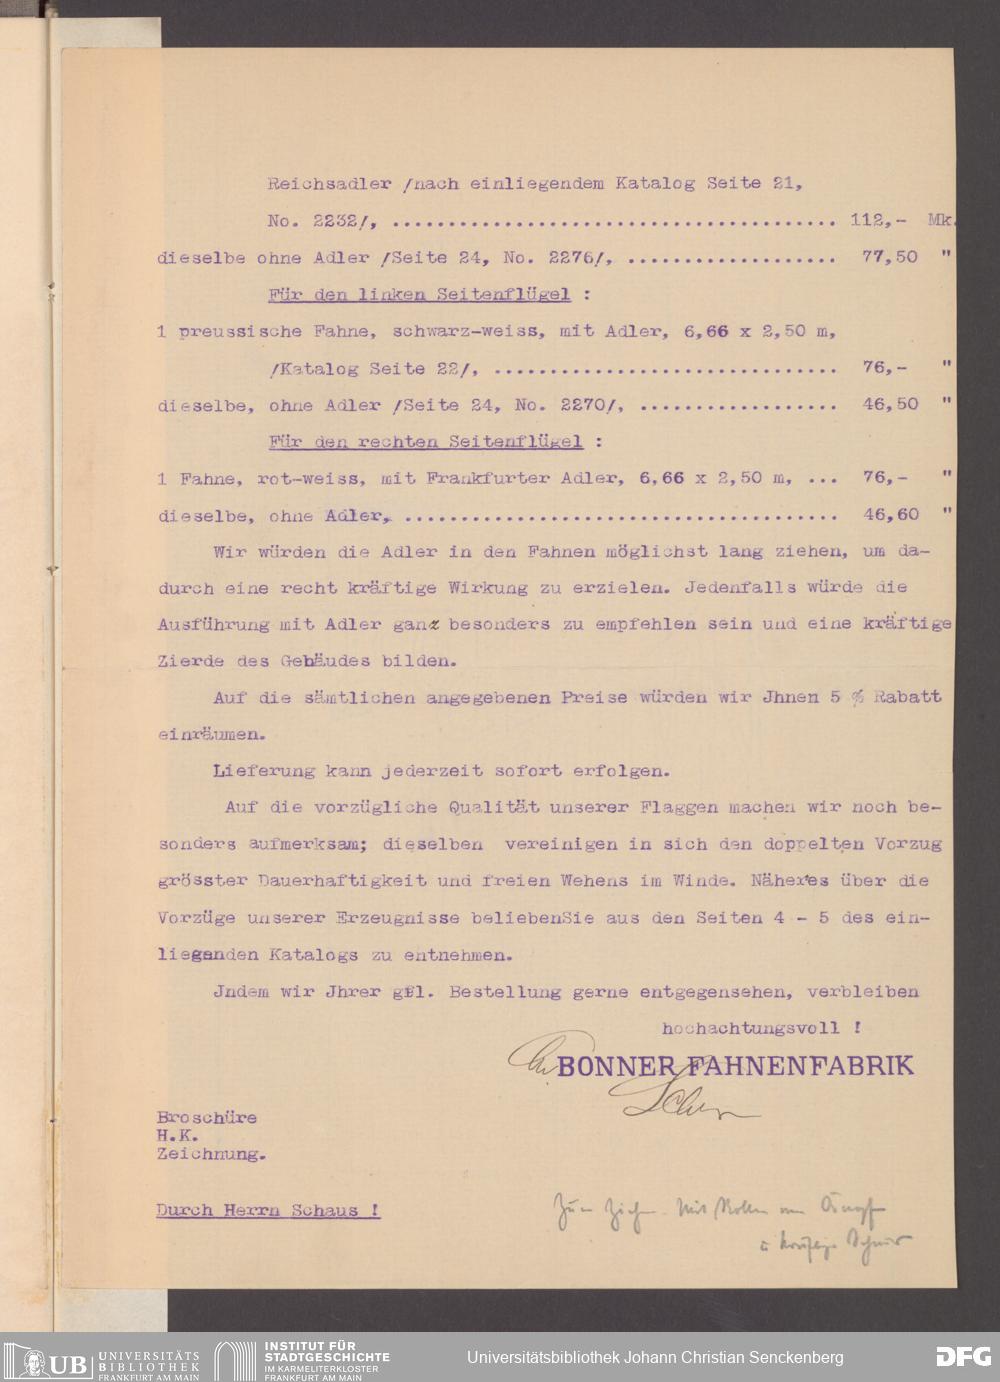 Reichsadler /nach einliegendem Katalog Seite 21,
No. 2232/, ........................................ 112,- Mk.
dieselbe ohne Adler /Seite 24, No. 2276/, ................... 77,50 "
Für den linken Seitenflügel :
1 preussische Fahne, schwarz-weiss, mit Adler, 6,66 x 2,50 m,
/Katalog Seite 22/, ............................... 76,- "
dieselbe, ohne Adler /Seite 24, No. 2270/, .................. 46,50 "
Für den rechten Seitenflügel :
1 Fahne, rot-weiss, mit Frankfurter Adler, 6,66 x 2,50 m, ... 76,- "
dieselbe, ohne Adler, ....................................... 46,60 "
Wir würden die Adler in den Fahnen möglichst lang ziehen, um da-
durch eine recht kräftige Wirkung zu erzielen. Jedenfalls würde die
Ausführung mit Adler ganz besonders zu empfehlen sein und eine kräftige
Zierde des Gebäudes bilden.
Auf die sämtlichen angegebenen Preise würden wir Jhnen 5 % Rabatt
einräumen.
Lieferung kann jederzeit sofort erfolgen.
Auf die vorzügliche Qualität unserer Flaggen machen wir noch be-
sonders aufmerksam; dieselben vereinigen in sich den doppelten Vorzug
grösster Dauerhaftigkeit und freien Wehens im Winde. Näheres über die
Vorzüge unserer Erzeugnisse beliebenSie aus den Seiten 4 - 5 des ein-
liegenden Katalogs zu entnehmen.
Jndem wir Jhrer gfl. Bestellung gerne entgegensehen, verbleiben
hochachtungsvoll !
BONNER FAHNENFABRIK
Broschüre
H.K.
Zeichnung.
Durch Herrn Schaus !
UB UNIVERSITÄTS
BIBLIOTHEK
FRANKFURT AM MAIN
INSTITUT FÜR
STADTGESCHICHTE
IM KARMELITERKLOSTER
FRANKFURT AM MAIN
Universitätsbibliothek Johann Christian Senckenberg
DFG